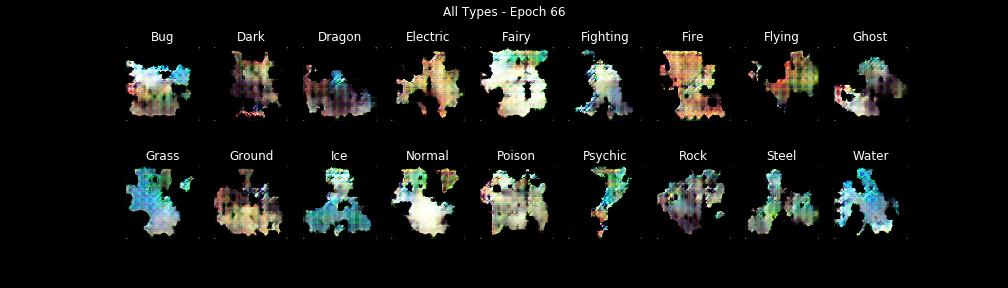 All Types - Epoch 66
Bug Dark Dragon Electric Fairy Fighting Fire Flying Ghost
Grass Ground Ice Normal Poison Psychic Rock Steel Water